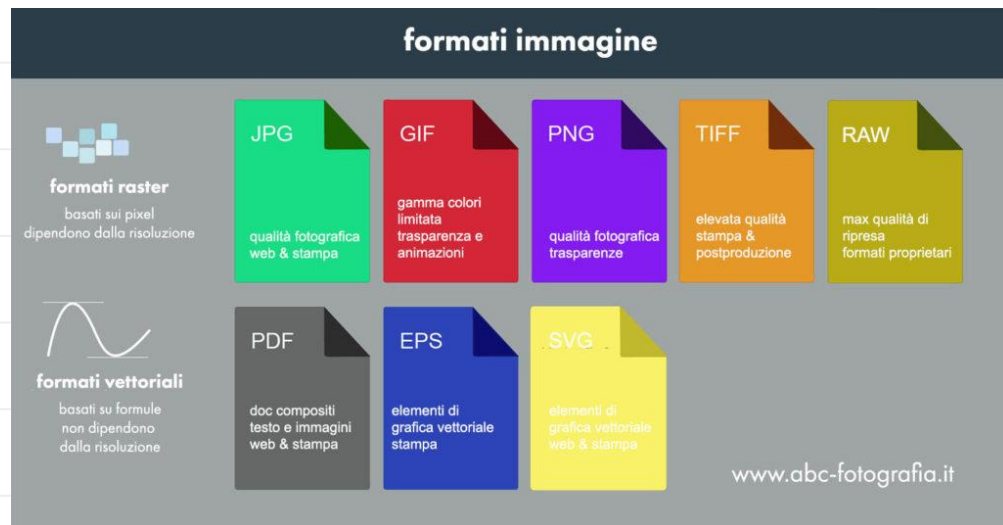 formati immagine
formati raster
basati sui pixel
dipendono dalla risoluzione
JPG
qualità fotografica
web & stampa
GIF
gamma colori
limitata
trasparenza e
animazioni
PNG
qualità fotografica
trasparenze
TIFF
elevata qualità
stampa &
postproduzione
RAW
max qualità di
ripresa
formati proprietari
formati vettoriali
basati su formule
non dipendono
dalla risoluzione
PDF
doc compositi
testo e immagini
web & stampa
EPS
elementi di
grafica vettoriale
stampa
SVG
elementi di
grafica vettoriale
web & stampa
www.abc-fotografia.it